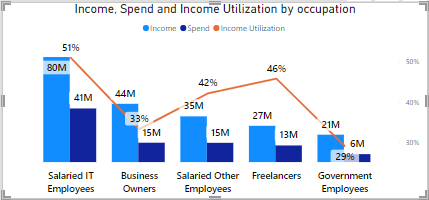 Income, Spend and Income Utilization by occupation
Income Spend Income Utilization
51%
80M
41M
44M
33%
15M
42%
35M
15M
46%
27M
13M
21M
29%
6M
50%
40%
30%
Salaried IT Employees
Business Owners
Salaried Other Employees
Freelancers
Government Employees